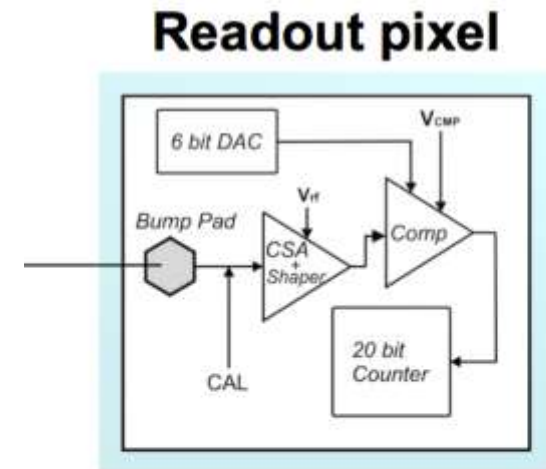 Readout pixel
6 bit DAC
VCMP
Vrf
Bump Pad
CSA
+
Shaper
Comp
20 bit
Counter
CAL